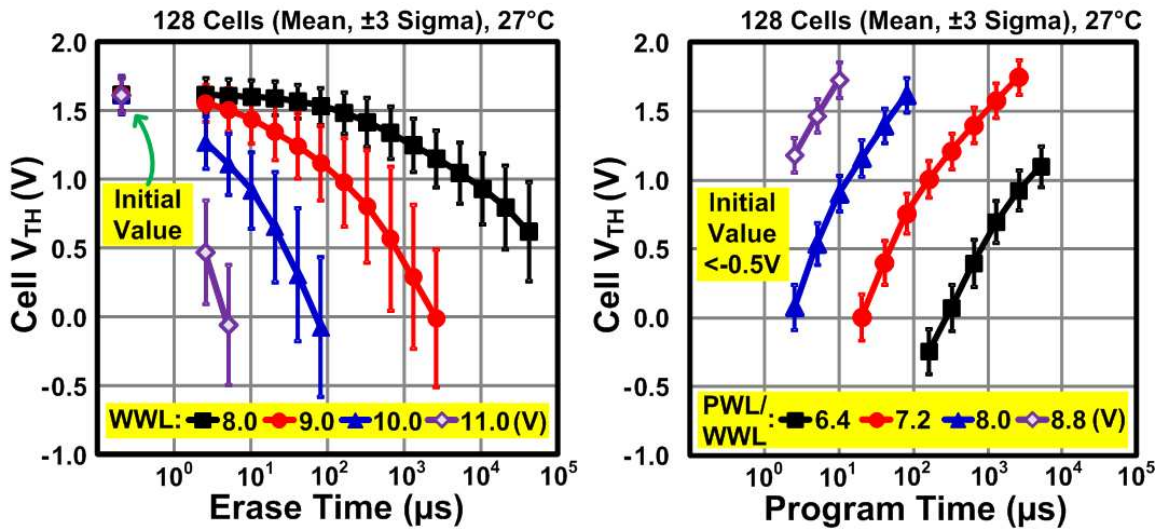 128 Cells (Mean, ±3 Sigma), 27°C
2.0
1.5
1.0
0.5
0.0
-0.5
-1.0
Cell VTH (V)
Initial
Value
WWL: 8.0 9.0 10.0 11.0 (V)
10⁰ 10¹ 10² 10³ 10⁴ 10⁵
Erase Time (µs)
128 Cells (Mean, ±3 Sigma), 27°C
2.0
1.5
1.0
0.5
0.0
-0.5
-1.0
Cell VTH (V)
Initial
Value
<-0.5V
PWL/
WWL : 6.4 7.2 8.0 8.8 (V)
10⁰ 10¹ 10² 10³ 10⁴ 10⁵
Program Time (µs)